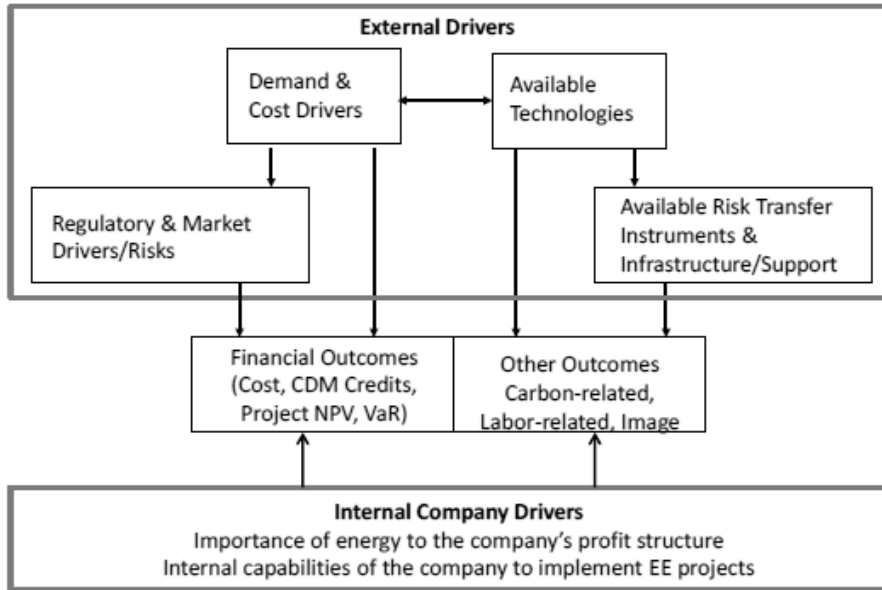 External Drivers
Demand &
Cost Drivers
Available
Technologies
Regulatory & Market
Drivers/Risks
Available Risk Transfer
Instruments &
Infrastructure/Support
Financial Outcomes
(Cost, CDM Credits,
Project NPV, VaR)
Other Outcomes
Carbon-related,
Labor-related, Image
Internal Company Drivers
Importance of energy to the company's profit structure
Internal capabilities of the company to implement EE projects